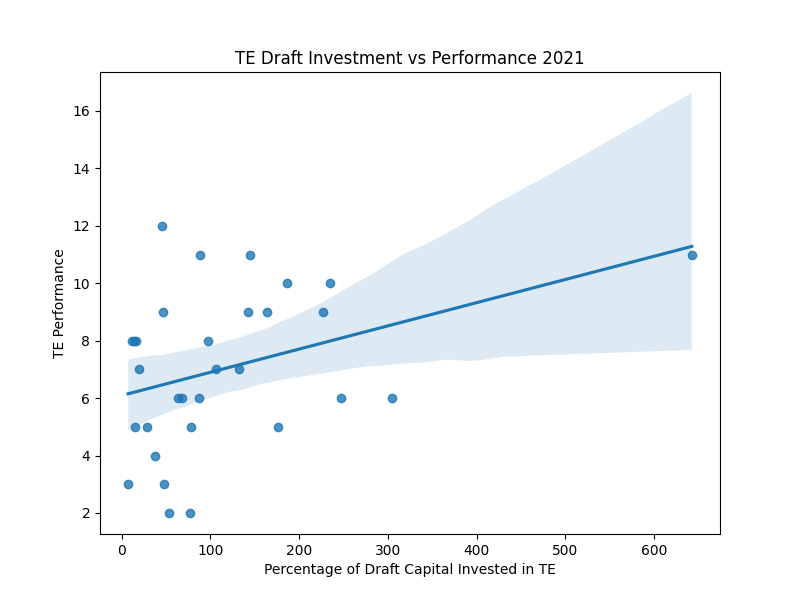 TE Draft Investment vs Performance 2021
16
14
12
10
8
6
4
2
TE Performance
0 100 200 300 400 500 600
Percentage of Draft Capital Invested in TE